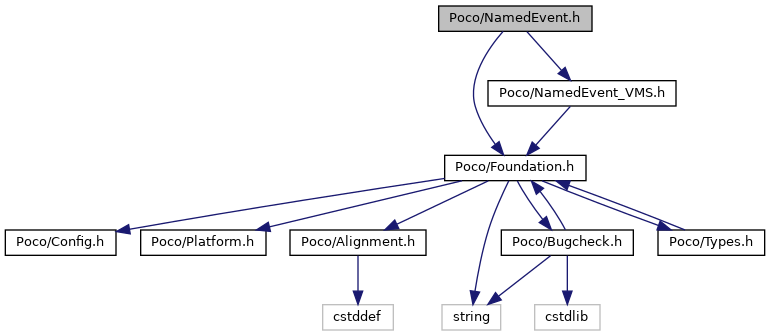 Poco/NamedEvent.h
Poco/NamedEvent_VMS.h
Poco/Foundation.h
Poco/Config.h
Poco/Platform.h
Poco/Alignment.h
Poco/Bugcheck.h
Poco/Types.h
cstddef
string
cstdlib